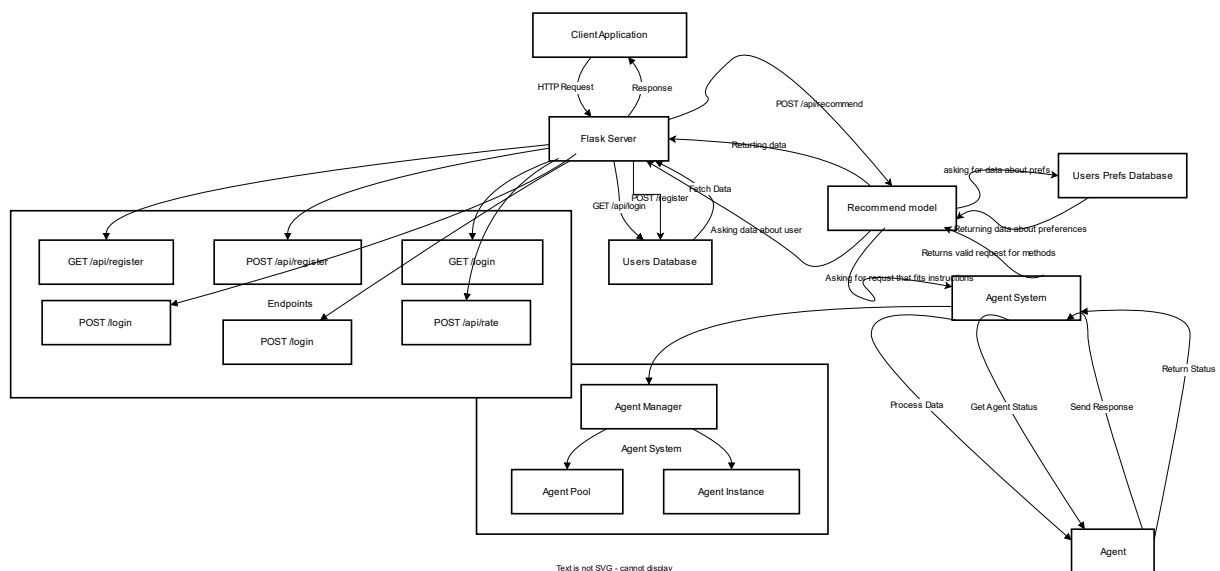 Client Application
HTTP Request
Response
POST /api/recommend
Flask Server
Returting data
asking for data about prefs
Users Prefs Database
Fetch Data
POST /register
GET /api/login
Recommend model
Asking data about user
Returning data about preferences
GET /api/register
POST /api/register
GET /login
Users Database
Returns valid request for methods
Asking for requst that fits instructions
Agent System
Endpoints
POST /login
POST /login
POST /api/rate
Return Status
Agent Manager
Process Data
Get Agent Status
Send Response
Agent System
Agent Pool
Agent Instance
Agent
Text is not SVG - cannot display